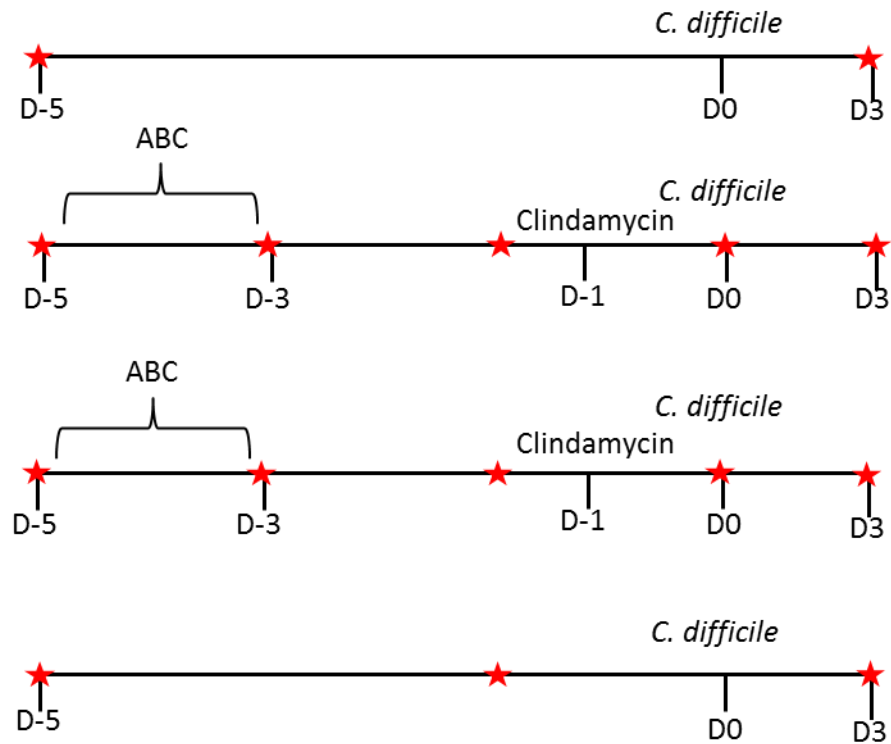 C. difficile
D-5 D0 D3
ABC
C. difficile
Clindamycin
D-5 D-3 D-1 D0 D3
ABC
C. difficile
Clindamycin
D-5 D-3 D-1 D0 D3
C. difficile
D-5 D0 D3